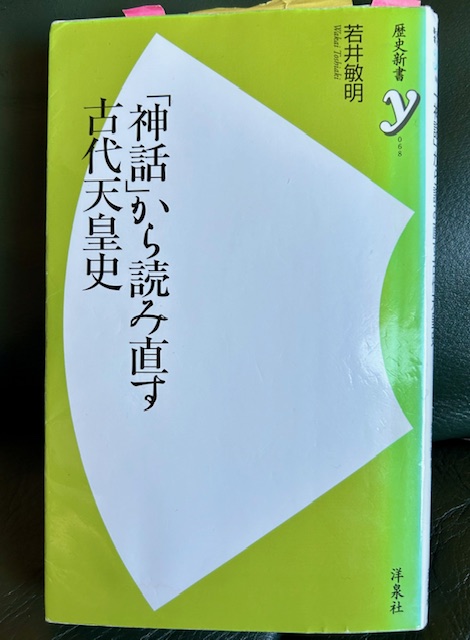 歴史新書
y
068
若井敏明
Wakai Toshiaki
「神話」から読み直す
古代天皇史
洋泉社